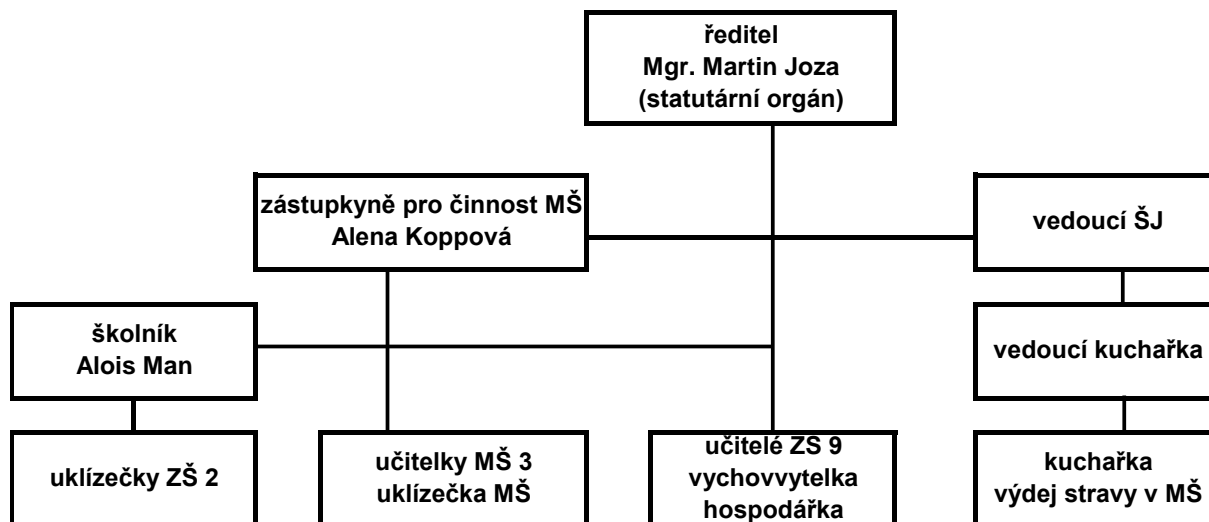 ředitel
Mgr. Martin Joza
(statutární orgán)
zástupkyně pro činnost MŠ
Alena Koppová
vedoucí ŠJ
školník
Alois Man
vedoucí kuchařka
uklízečky ZŠ 2
učitelky MŠ 3
uklízečka MŠ
učitelé ZS 9
vychovvytelka
hospodářka
kuchařka
výdej stravy v MŠ